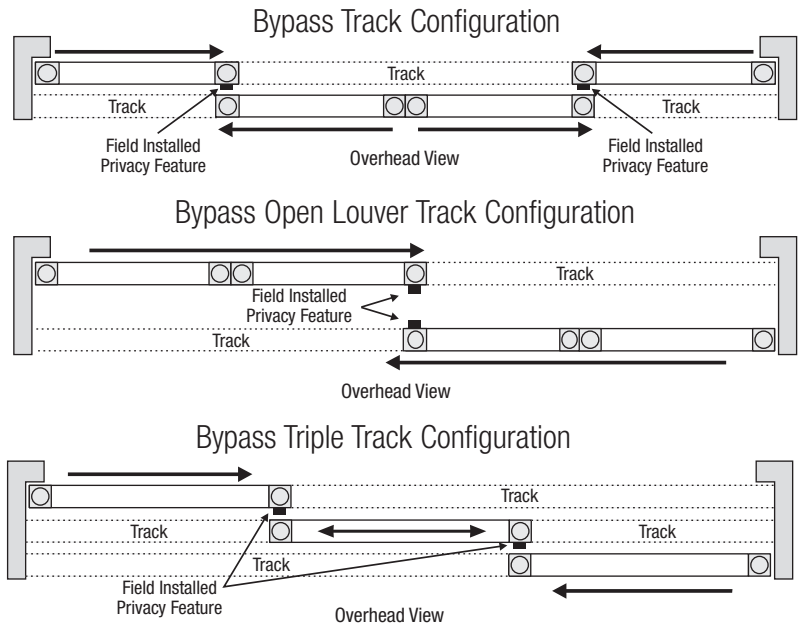 Bypass Track Configuration
Track
Track
Track
Field Installed
Privacy Feature
Overhead View
Field Installed
Privacy Feature
Bypass Open Louver Track Configuration
Track
Field Installed
Privacy Feature
Track
Overhead View
Bypass Triple Track Configuration
Track
Track
Track
Track
Field Installed
Privacy Feature
Overhead View